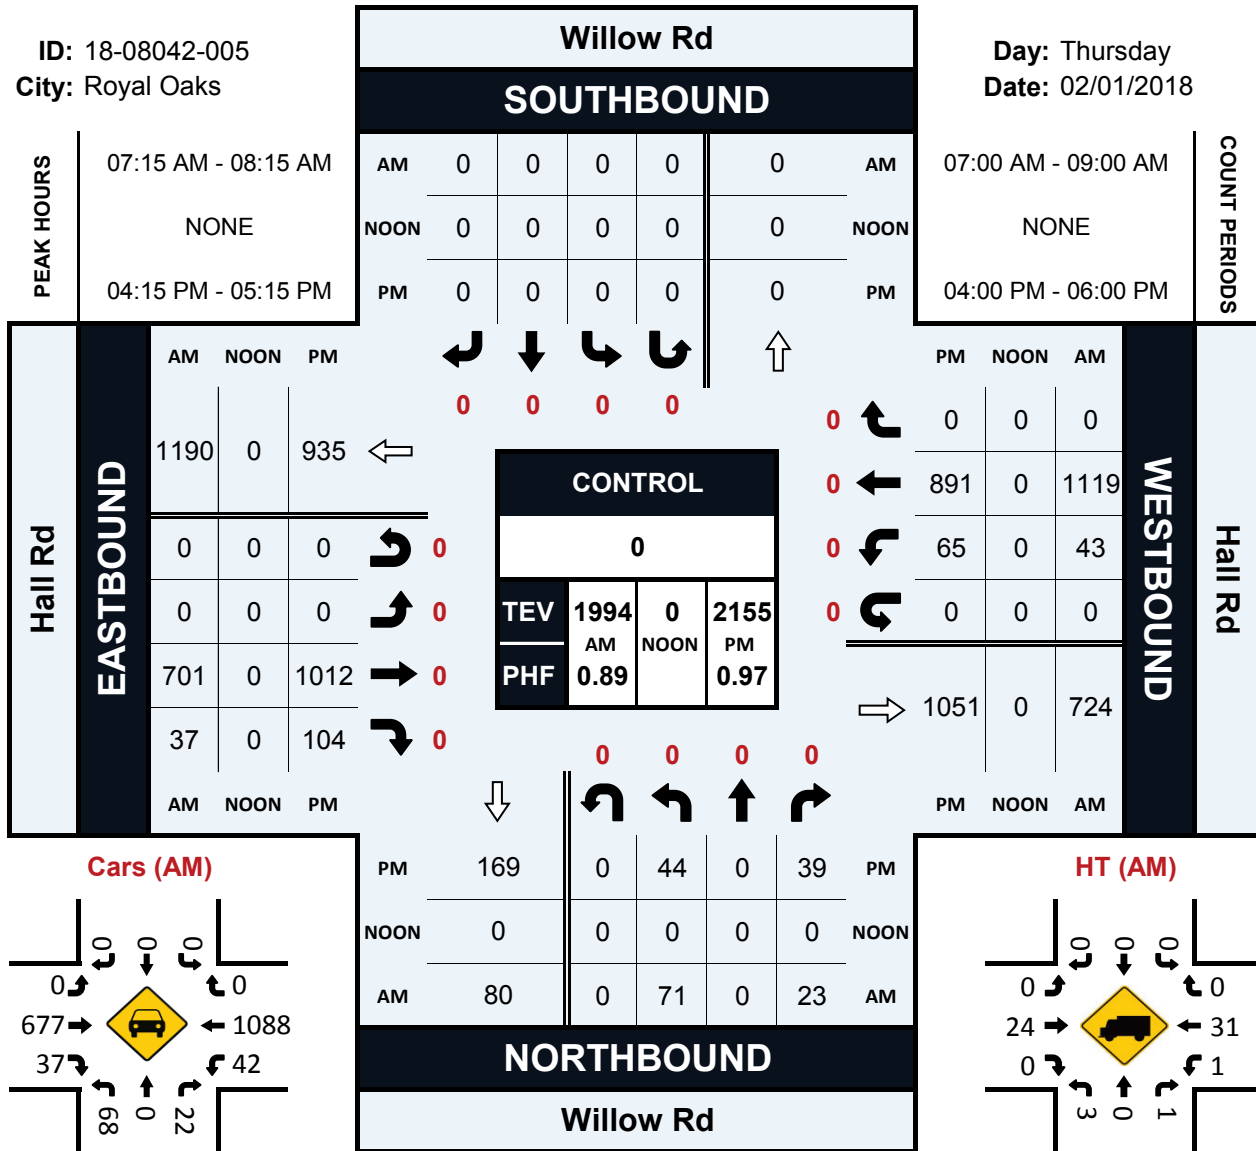 ID: 18-08042-005
City: Royal Oaks
Willow Rd
SOUTHBOUND
Day: Thursday
Date: 02/01/2018
PEAK HOURS
07:15 AM - 08:15 AM
NONE
04:15 PM - 05:15 PM
AM 0 0 0 0 0 AM
NOON 0 0 0 0 0 NOON
PM 0 0 0 0 0 PM
07:00 AM - 09:00 AM
NONE
04:00 PM - 06:00 PM
COUNT PERIODS
0 0 0 0
Hall Rd
EASTBOUND
AM NOON PM
1190 0 935
0 0 0 0
0 0 0 0
701 0 1012 0
37 0 104 0
AM NOON PM
CONTROL
0
TEV 1994 0 2155
AM NOON PM
PHF 0.89 0.97
PM NOON AM
0 0 0 0
0 891 0 1119
0 65 0 43
0 0 0 0
1051 0 724
PM NOON AM
WESTBOUND
Hall Rd
0 0 0 0
PM 169 0 44 0 39 PM
NOON 0 0 0 0 0 NOON
AM 80 0 71 0 23 AM
NORTHBOUND
Willow Rd
Cars (AM)
0 0 0
0 0
677 1088
37 42
68 0 22
HT (AM)
0 0 0
0 0
24 31
0 1
3 0 1